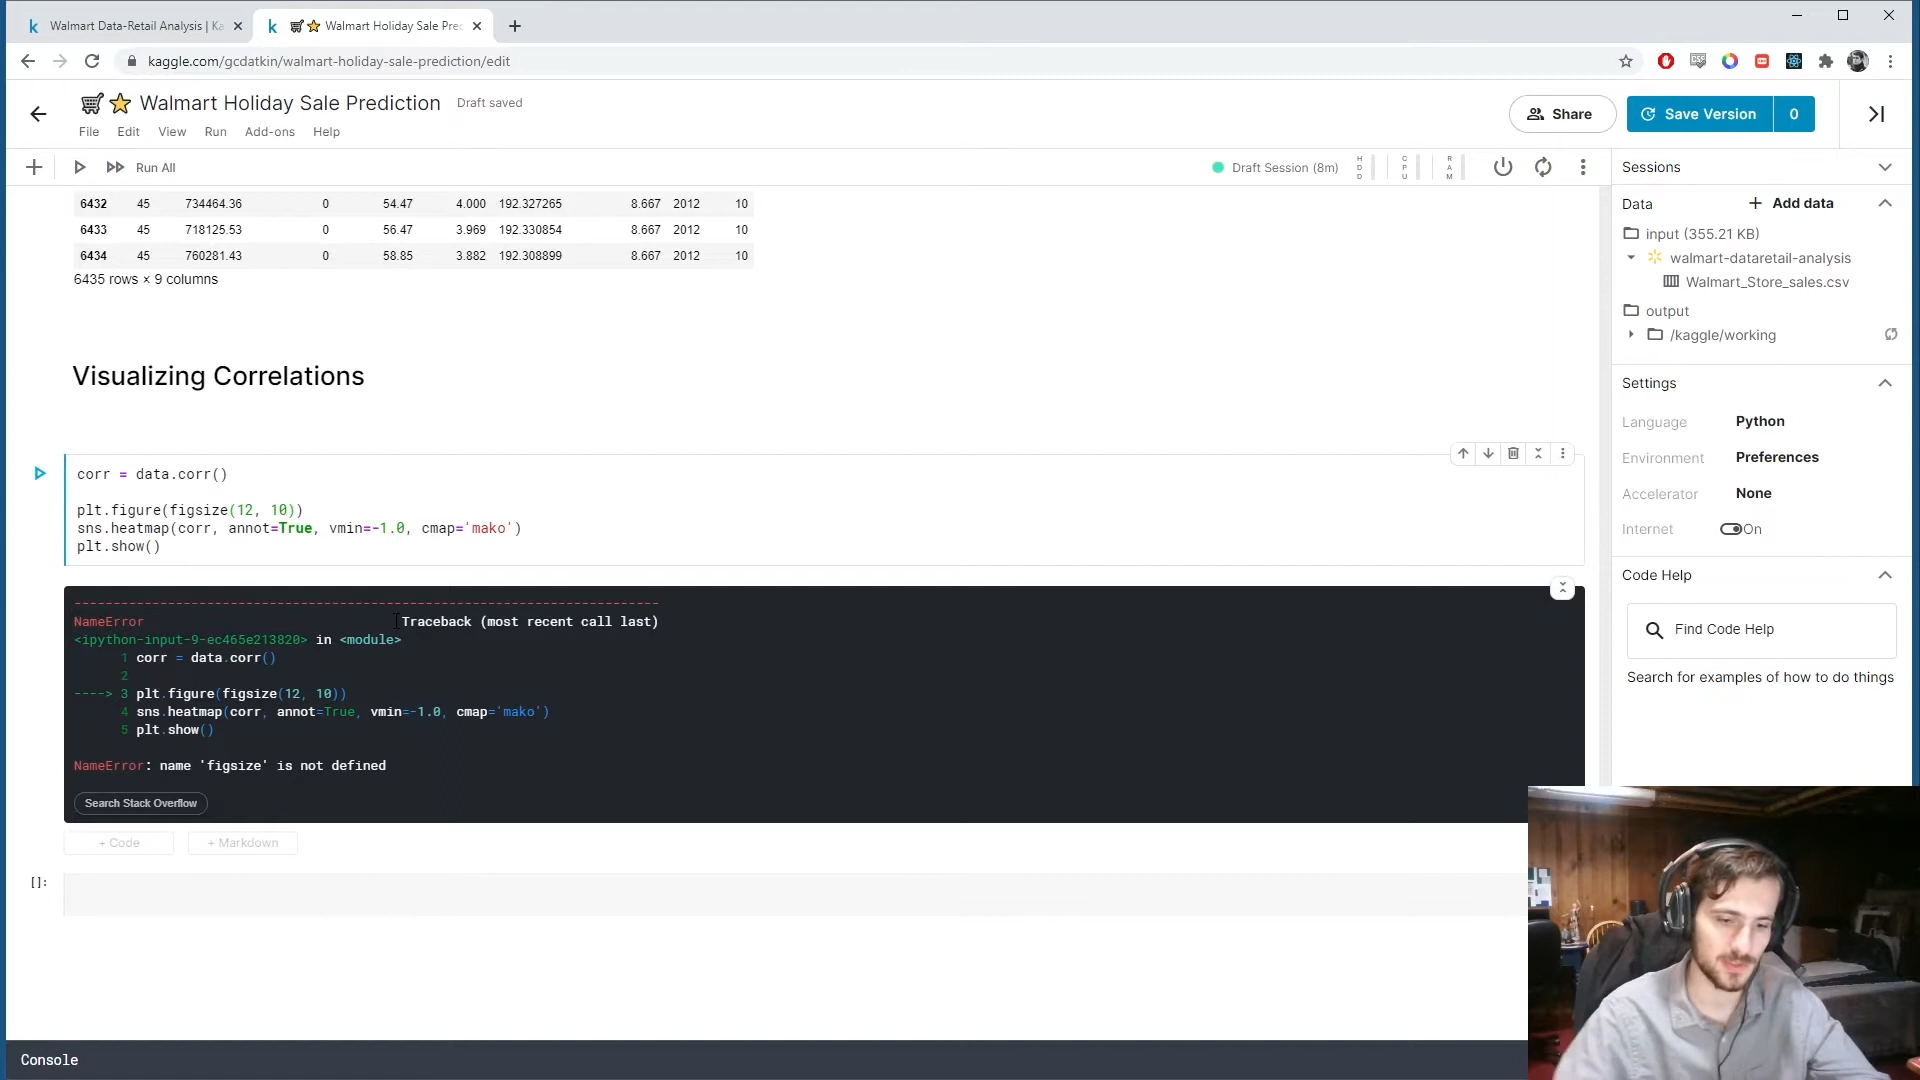 Walmart Data-Retail Analysis | Ka
Walmart Holiday Sale Prec
kaggle.com/gcdatkin/walmart-holiday-sale-prediction/edit
Walmart Holiday Sale Prediction
Draft saved
File Edit View Run Add-ons Help
Share
Save Version 0
Run All
Draft Session (8m)
HDD CPU RAM
6432 45 734464.36 0 54.47 4.000 192.327265 8.667 2012 10
6433 45 718125.53 0 56.47 3.969 192.330854 8.667 2012 10
6434 45 760281.43 0 58.85 3.882 192.308899 8.667 2012 10
6435 rows × 9 columns
Visualizing Correlations
corr = data.corr()
plt.figure(figsize(12, 10))
sns.heatmap(corr, annot=True, vmin=-1.0, cmap='mako')
plt.show()
---------------------------------------------------------------------------
NameError Traceback (most recent call last)
<ipython-input-9-ec465e213820> in <module>
1 corr = data.corr()
2
----> 3 plt.figure(figsize(12, 10))
4 sns.heatmap(corr, annot=True, vmin=-1.0, cmap='mako')
5 plt.show()
NameError: name 'figsize' is not defined
Search Stack Overflow
+ Code + Markdown
[]:
Console
Sessions
Data
+ Add data
input (355.21 KB)
walmart-dataretail-analysis
Walmart_Store_sales.csv
output
/kaggle/working
Settings
Language Python
Environment Preferences
Accelerator None
Internet On
Code Help
Find Code Help
Search for examples of how to do things